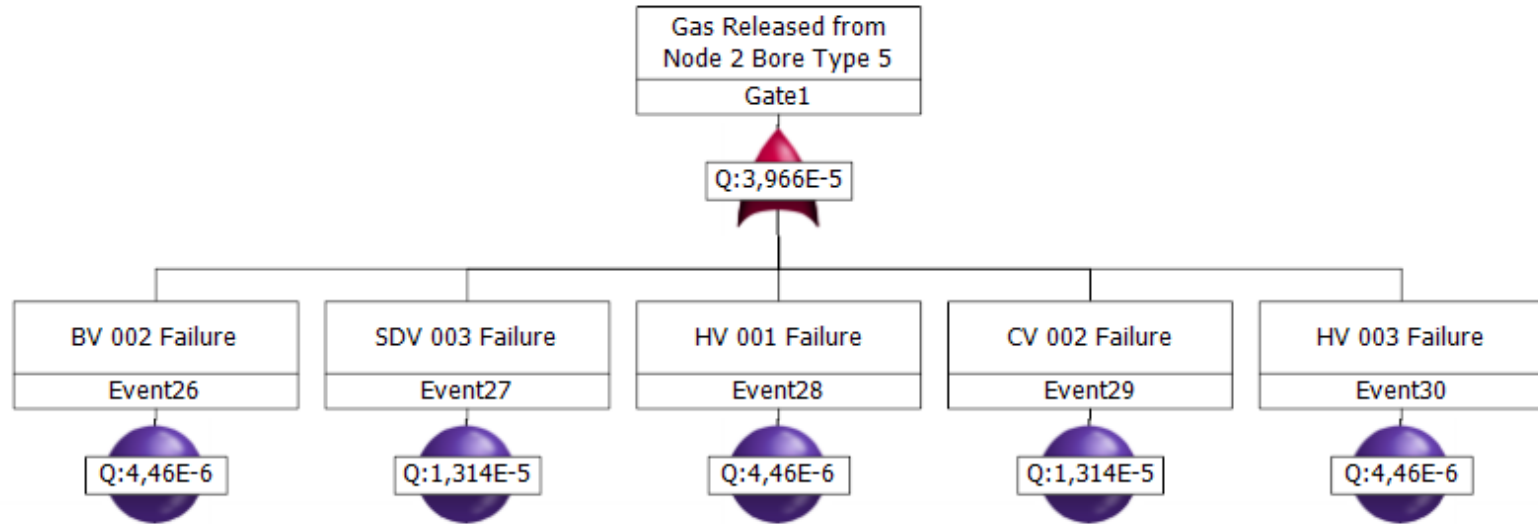 Gas Released from
Node 2 Bore Type 5
Gate1
Q:3,966E-5
BV 002 Failure
SDV 003 Failure
HV 001 Failure
CV 002 Failure
HV 003 Failure
Event26
Event27
Event28
Event29
Event30
Q:4,46E-6
Q:1,314E-5
Q:4,46E-6
Q:1,314E-5
Q:4,46E-6